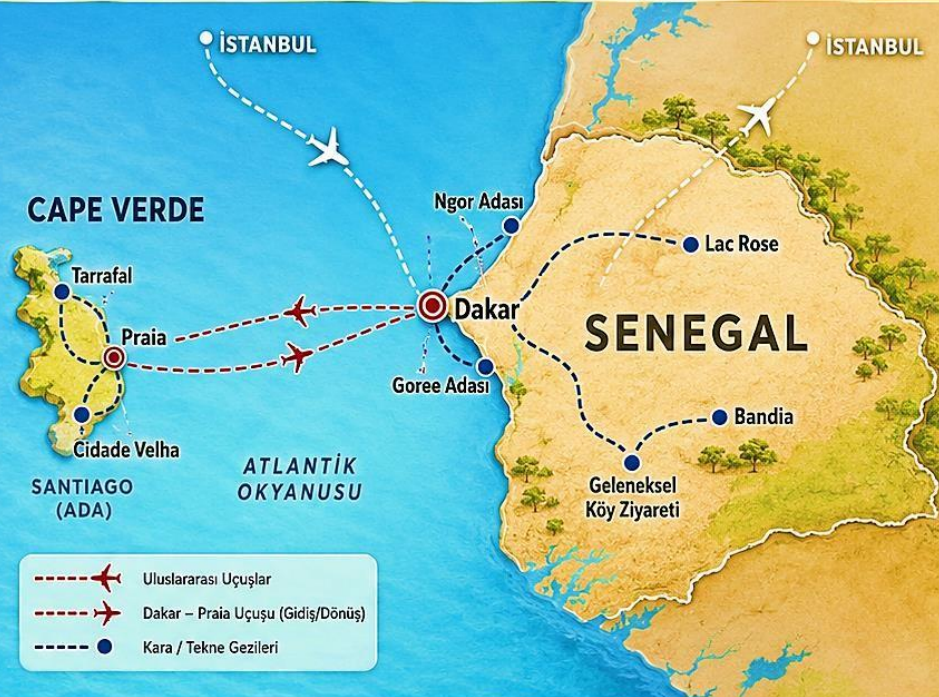 İSTANBUL
İSTANBUL
CAPE VERDE
Ngor Adası
Lac Rose
Tarrafal
Dakar
Praia
SENEGAL
Goree Adası
Bandia
Cidade Velha
ATLANTİK
OKYANUSU
SANTIAGO
(ADA)
Geleneksel
Köy Ziyareti
Uluslararası Uçuşlar
Dakar – Praia Uçuşu (Gidiş/Dönüş)
Kara / Tekne Gezileri